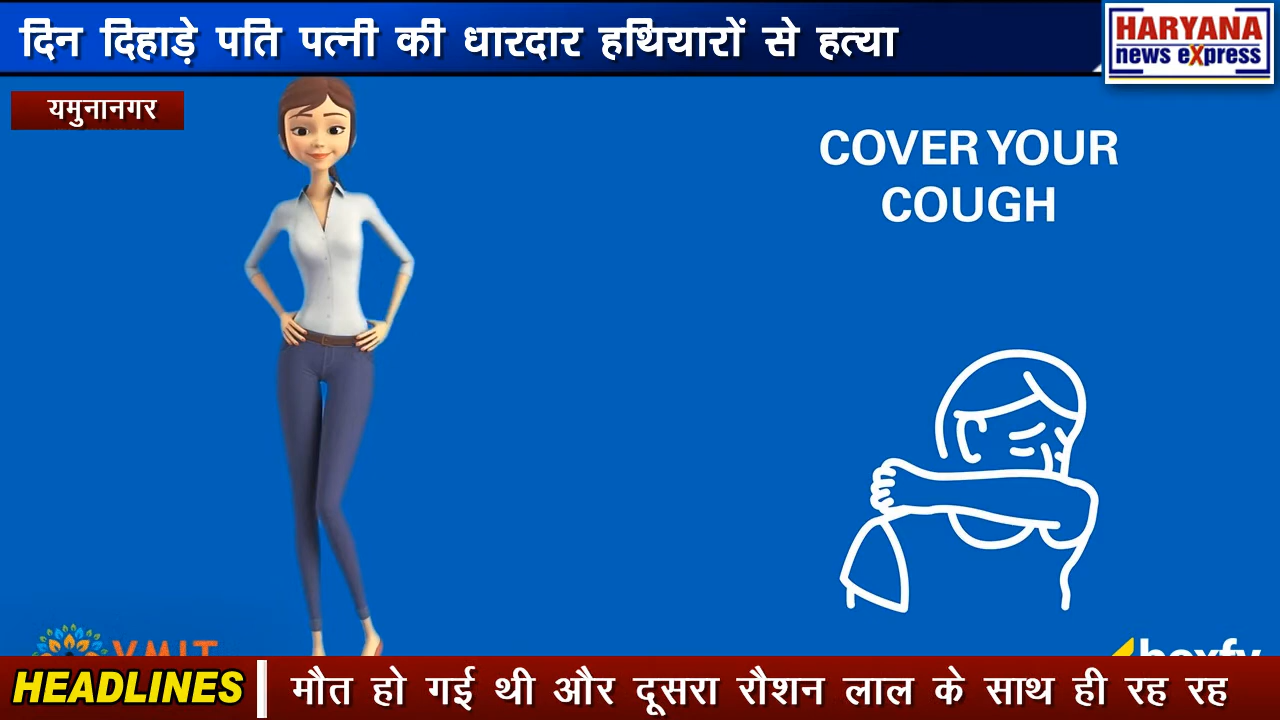 दिन दिहाड़े पति पत्नी की धारदार हथियारों से हत्या
HARYANA
news express
यमुनानगर
COVER YOUR
COUGH
HEADLINES
मौत हो गई थी और दूसरा रौशन लाल के साथ ही रह रह